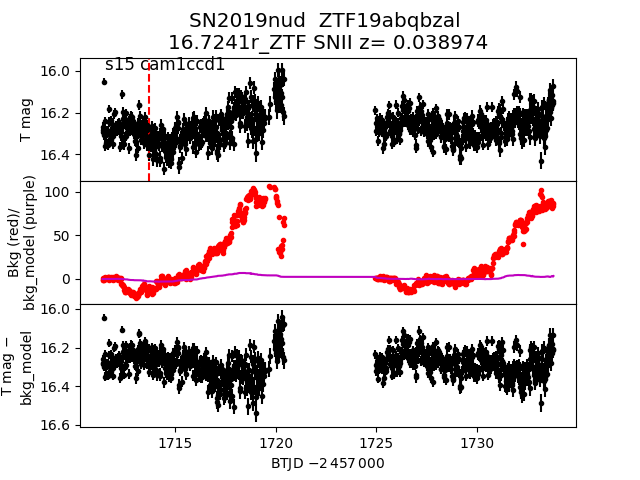 SN2019nud  ZTF19abqbzal
16.7241r_ZTF SNII z= 0.038974
s15 cam1ccd1
16.0
16.2
16.4
T mag
100
50
0
Bkg (red)/
bkg_model (purple)
16.0
16.2
16.4
16.6
T mag −
bkg_model
1715
1720
1725
1730
BTJD −2 457 000